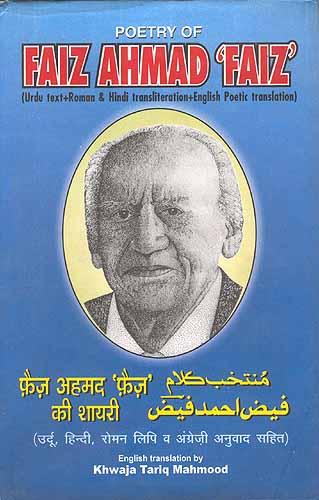 POETRY OF
FAIZ AHMAD ‘FAIZ’
(Urdu text+Roman & Hindi transliteration+English Poetic translation)
फ़ैज़ अहमद ‘फ़ैज़’
की शायरी
مُنتخب کلامِ
فیض احمد فیض
(उर्दू, हिन्दी, रोमन लिपि व अंग्रेज़ी अनुवाद सहित)
English translation by
Khwaja Tariq Mahmood